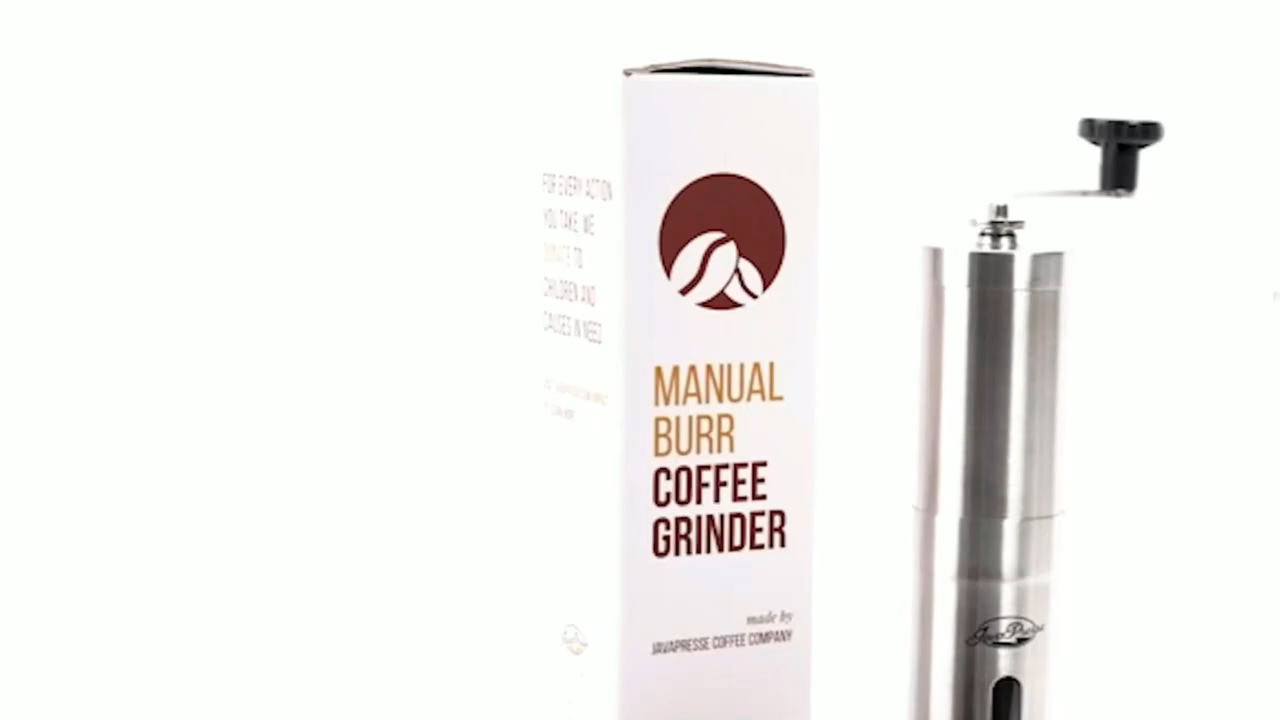 FOR EVERY ACTION
YOU TAKE WE
DONATE TO
CHILDREN AND
CAUSES IN NEED
MANUAL
BURR
COFFEE
GRINDER
made by
JAVAPRESSE COFFEE COMPANY
JavaPresse